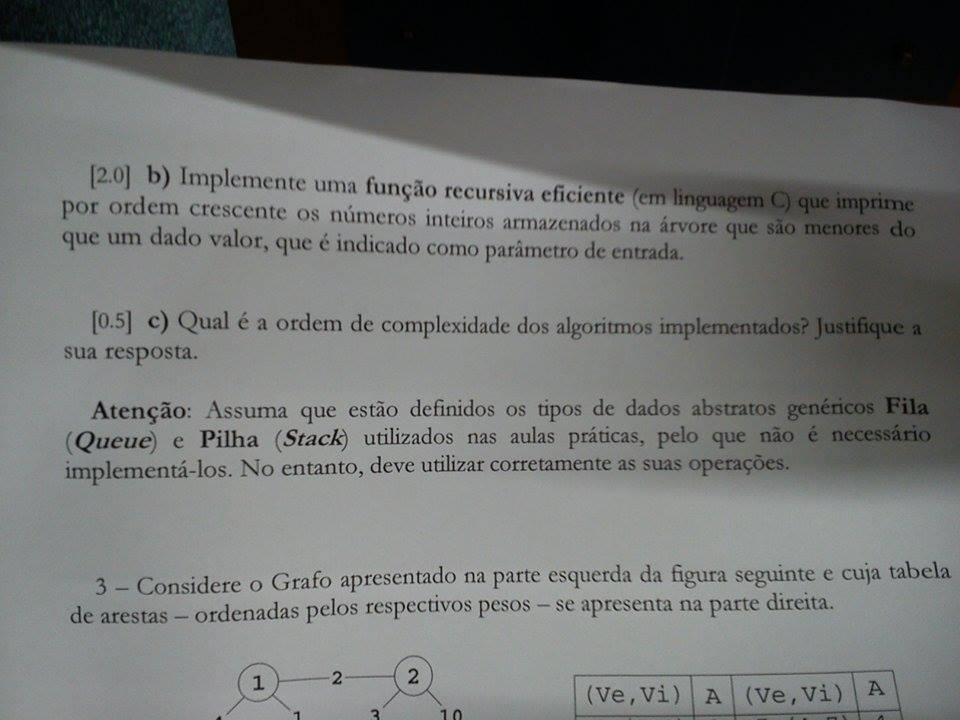 [2.0] b) Implemente uma função recursiva eficiente (em linguagem C) que imprime
por ordem crescente os números inteiros armazenados na árvore que são menores do
que um dado valor, que é indicado como parâmetro de entrada.
[0.5] c) Qual é a ordem de complexidade dos algoritmos implementados? Justifique a
sua resposta.
Atenção: Assuma que estão definidos os tipos de dados abstratos genéricos Fila
(Queue) e Pilha (Stack) utilizados nas aulas práticas, pelo que não é necessário
implementá-los. No entanto, deve utilizar corretamente as suas operações.
3 – Considere o Grafo apresentado na parte esquerda da figura seguinte e cuja tabela
de arestas – ordenadas pelos respectivos pesos – se apresenta na parte direita.
1 2 2
(Ve,Vi) A (Ve,Vi) A
1 3 10